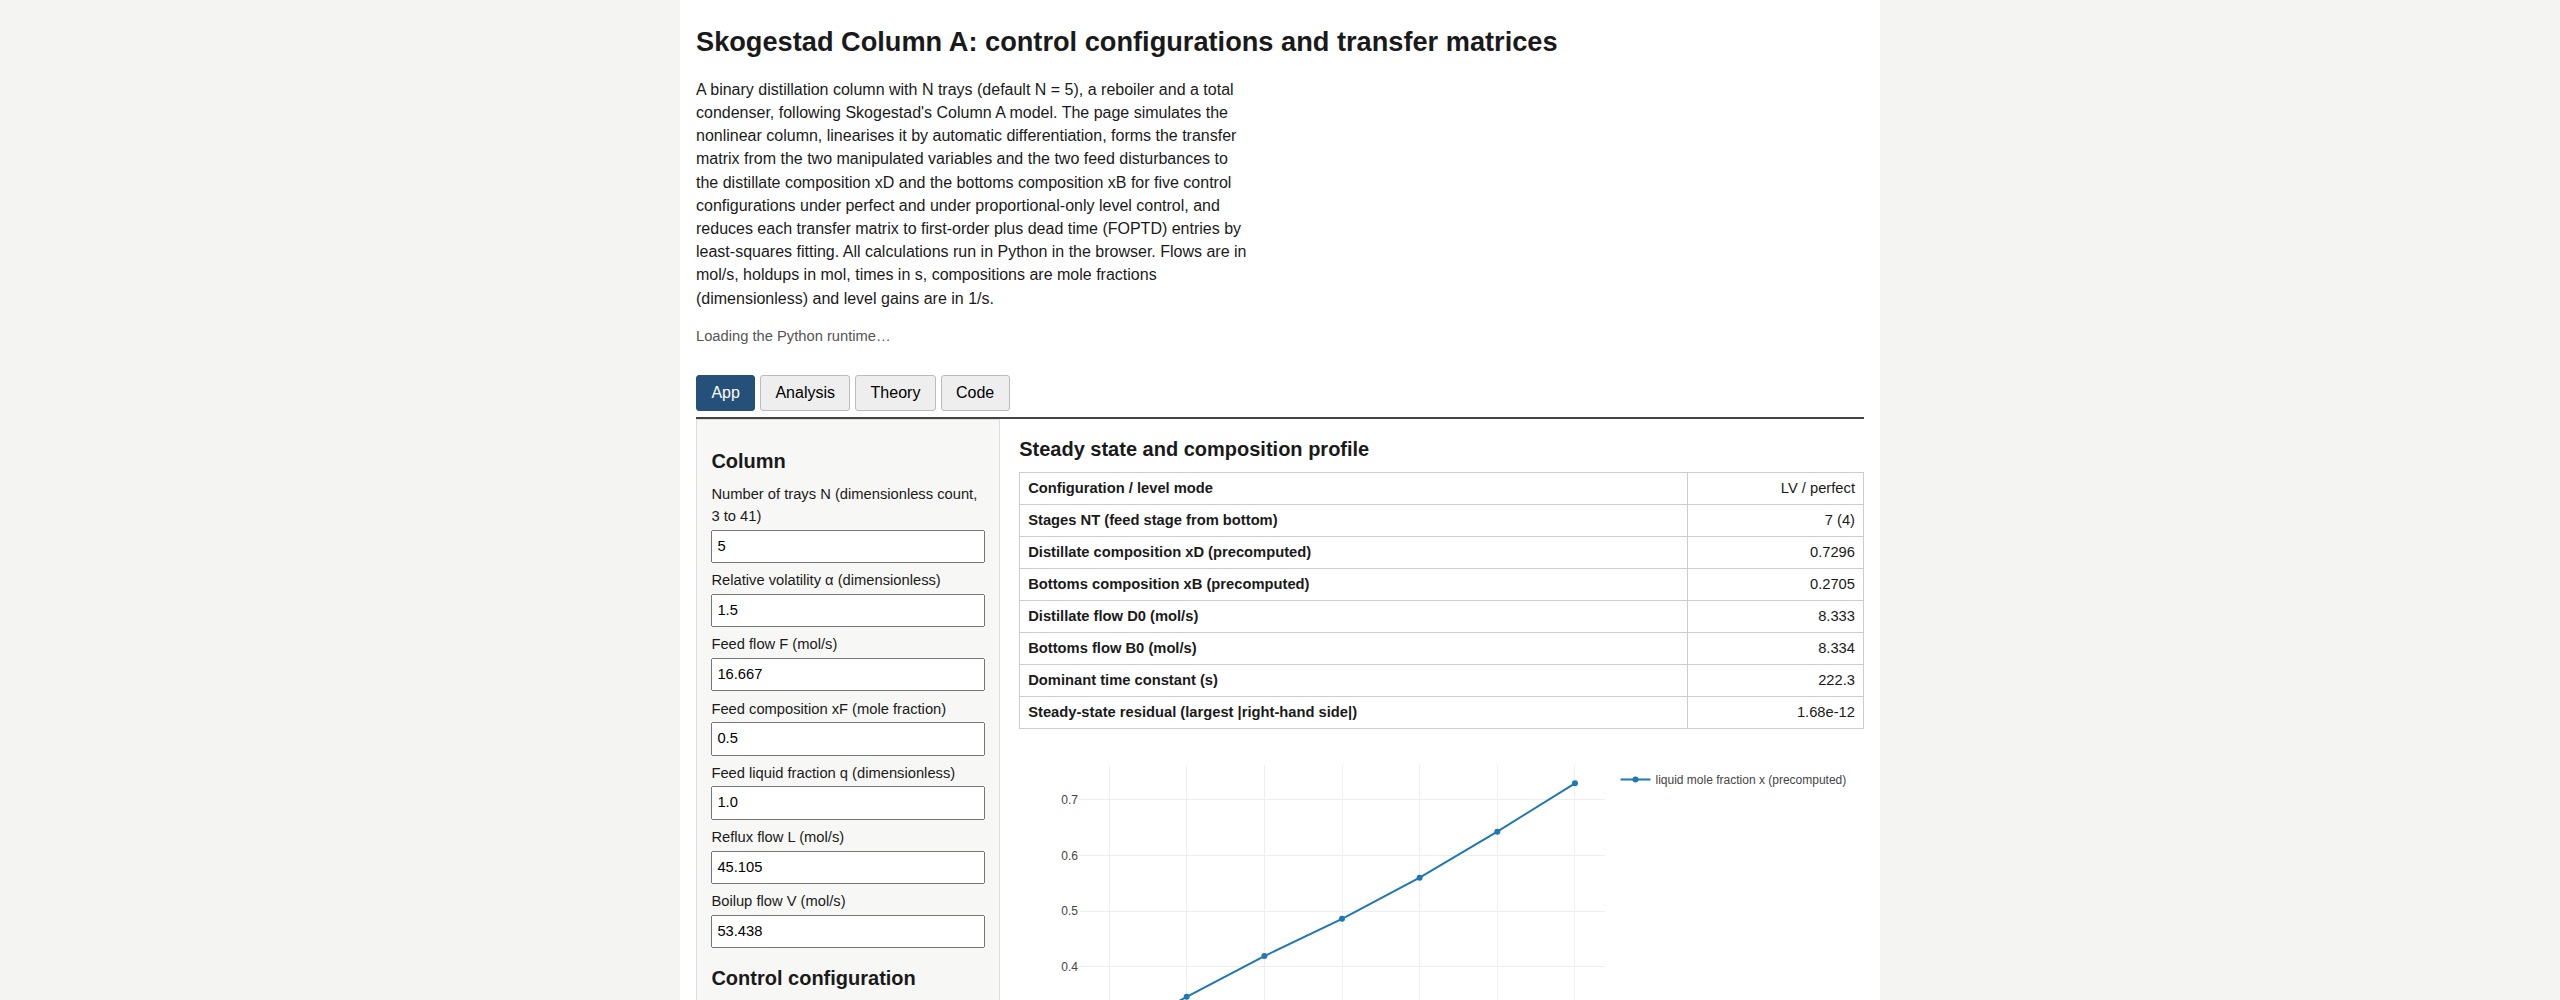 Skogestad Column A: control configurations and transfer matrices
A binary distillation column with N trays (default N = 5), a reboiler and a total
condenser, following Skogestad's Column A model. The page simulates the
nonlinear column, linearises it by automatic differentiation, forms the transfer
matrix from the two manipulated variables and the two feed disturbances to
the distillate composition xD and the bottoms composition xB for five control
configurations under perfect and under proportional-only level control, and
reduces each transfer matrix to first-order plus dead time (FOPTD) entries by
least-squares fitting. All calculations run in Python in the browser. Flows are in
mol/s, holdups in mol, times in s, compositions are mole fractions
(dimensionless) and level gains are in 1/s.
Loading the Python runtime…
App Analysis Theory Code
Column
Number of trays N (dimensionless count,
3 to 41)
5
Relative volatility α (dimensionless)
1.5
Feed flow F (mol/s)
16.667
Feed composition xF (mole fraction)
0.5
Feed liquid fraction q (dimensionless)
1.0
Reflux flow L (mol/s)
45.105
Boilup flow V (mol/s)
53.438
Control configuration
Steady state and composition profile
Configuration / level mode LV / perfect
Stages NT (feed stage from bottom) 7 (4)
Distillate composition xD (precomputed) 0.7296
Bottoms composition xB (precomputed) 0.2705
Distillate flow D0 (mol/s) 8.333
Bottoms flow B0 (mol/s) 8.334
Dominant time constant (s) 222.3
Steady-state residual (largest |right-hand side|) 1.68e-12
liquid mole fraction x (precomputed)
0.7
0.6
0.5
0.4